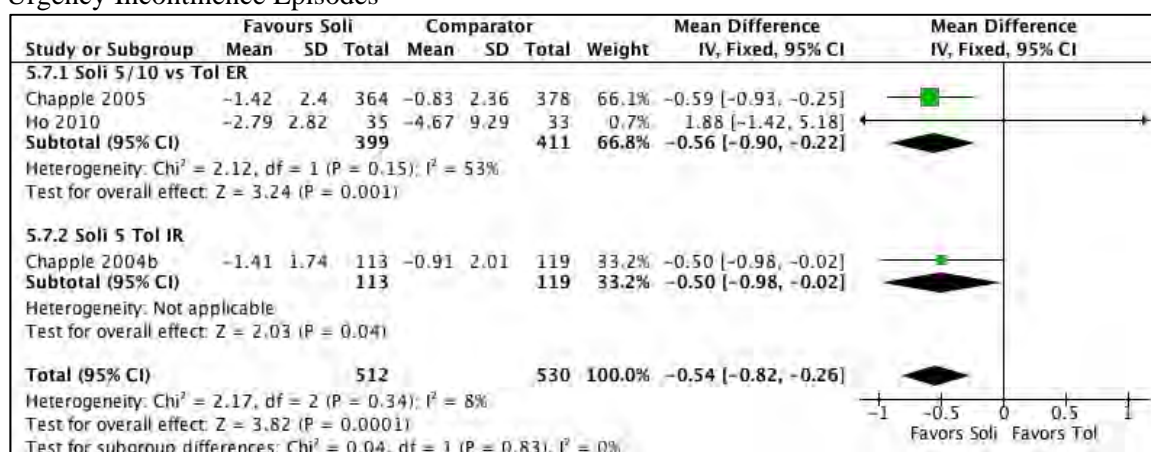 Urgency Incontinence Episodes
Favours Soli Comparator Mean Difference Mean Difference
Study or Subgroup Mean SD Total Mean SD Total Weight IV, Fixed, 95% CI IV, Fixed, 95% CI
5.7.1 Soli 5/10 vs Tol ER
Chapple 2005 -1.42 2.4 364 -0.83 2.36 378 66.1% -0.59 [-0.93, -0.25]
Ho 2010 -2.79 2.82 35 -4.67 9.29 33 0.7% 1.88 [-1.42, 5.18]
Subtotal (95% CI) 399 411 66.8% -0.56 [-0.90, -0.22]
Heterogeneity: Chi² = 2.12, df = 1 (P = 0.15); I² = 53%
Test for overall effect: Z = 3.24 (P = 0.001)
5.7.2 Soli 5 Tol IR
Chapple 2004b -1.41 1.74 113 -0.91 2.01 119 33.2% -0.50 [-0.98, -0.02]
Subtotal (95% CI) 113 119 33.2% -0.50 [-0.98, -0.02]
Heterogeneity: Not applicable
Test for overall effect: Z = 2.03 (P = 0.04)
Total (95% CI) 512 530 100.0% -0.54 [-0.82, -0.26]
Heterogeneity: Chi² = 2.17, df = 2 (P = 0.34); I² = 8%
Test for overall effect: Z = 3.82 (P = 0.0001)
Test for subgroup differences: Chi² = 0.04, df = 1 (P = 0.83), I² = 0%
-1 -0.5 0 0.5 1
Favors Soli Favors Tol